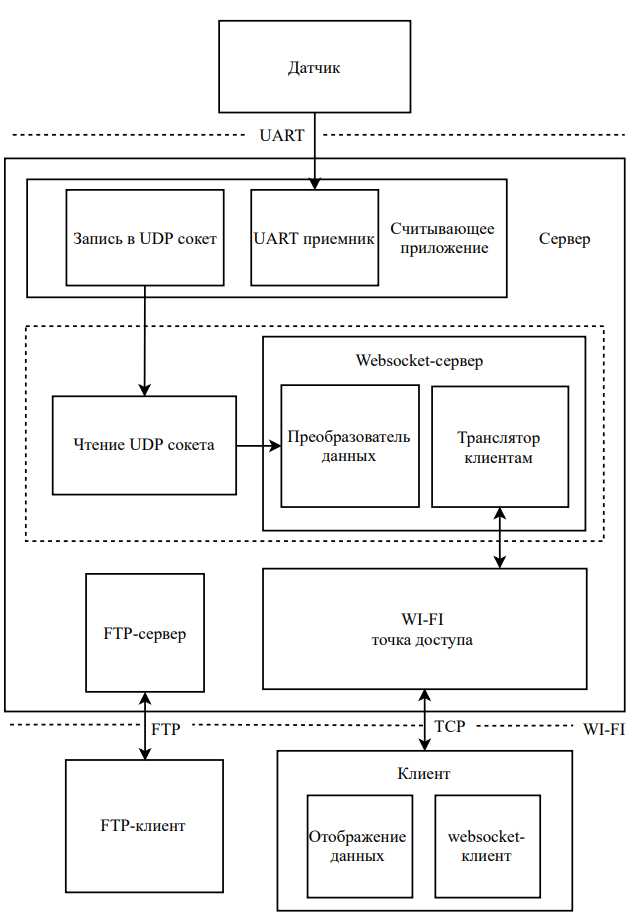 Датчик
UART
Запись в UDP сокет
UART приемник
Считывающее
приложение
Сервер
Websocket-сервер
Чтение UDP сокета
Преобразователь
данных
Транслятор
клиентам
FTP-сервер
WI-FI
точка доступа
FTP
TCP
WI-FI
FTP-клиент
Клиент
Отображение
данных
websocket-
клиент